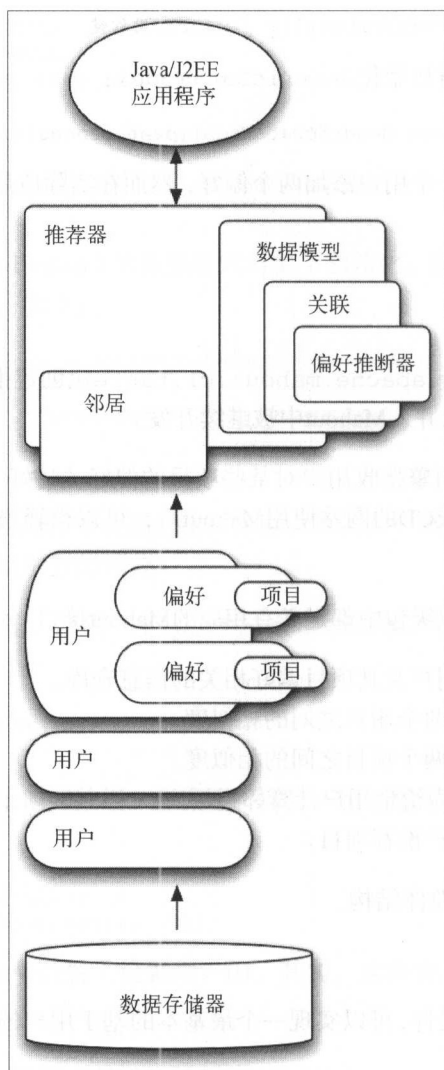 Java/J2EE
应用程序
推荐器
数据模型
关联
偏好推断器
邻居
偏好
项目
用户
偏好
项目
用户
用户
数据存储器